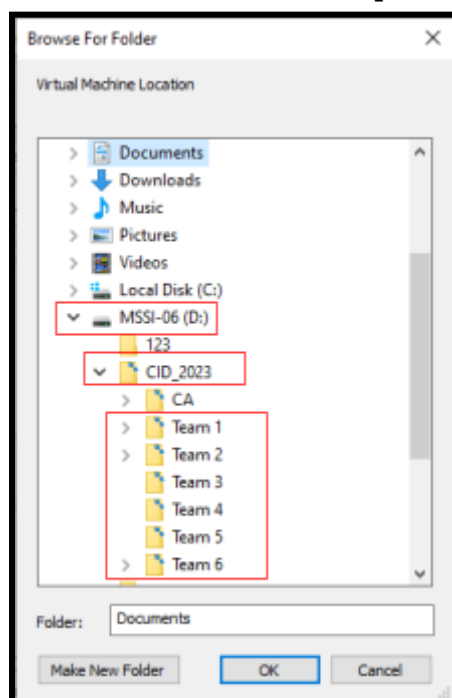 Browse For Folder
Virtual Machine Location
Documents
Downloads
Music
Pictures
Videos
Local Disk (C:)
MSSI-06 (D:)
123
CID_2023
CA
Team 1
Team 2
Team 3
Team 4
Team 5
Team 6
Folder: Documents
Make New Folder OK Cancel